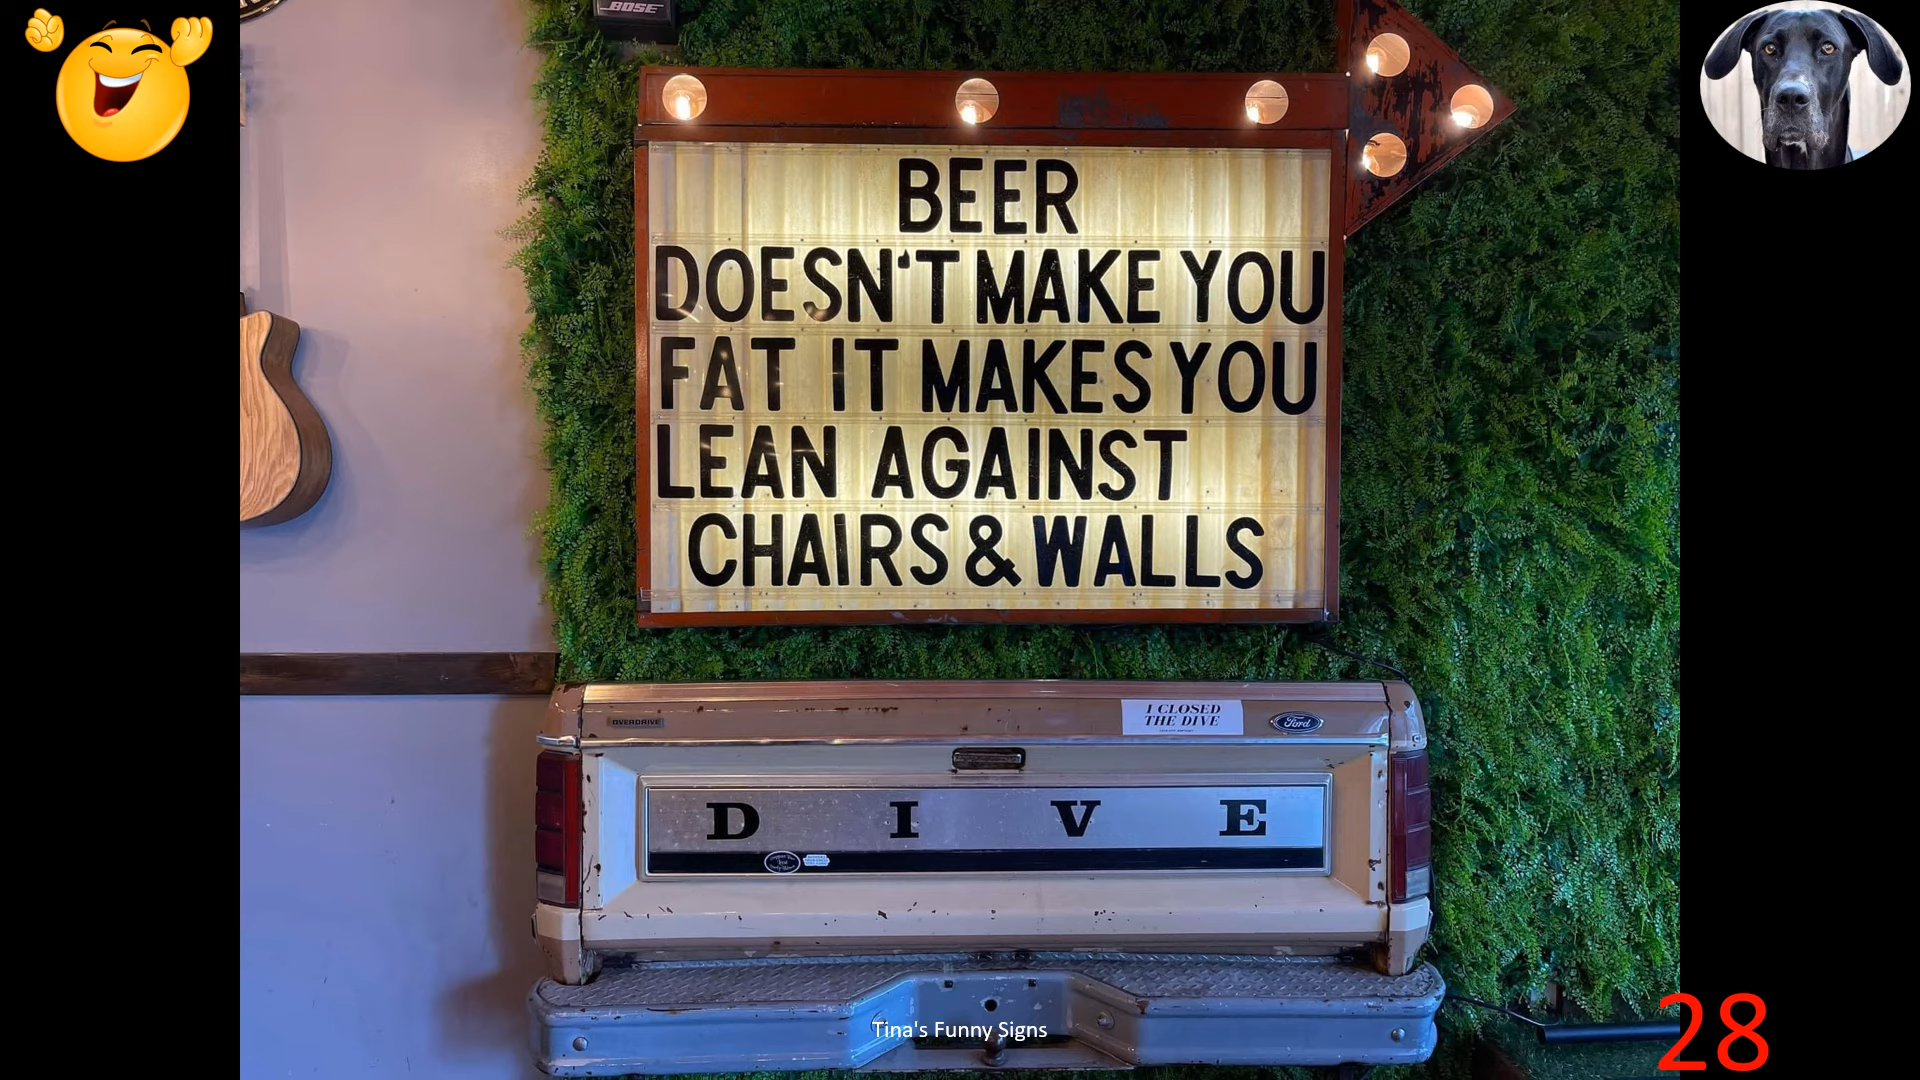 BOSE
BEER
DOESN'T MAKE YOU
FAT IT MAKES YOU
LEAN AGAINST
CHAIRS & WALLS
OVERDRIVE
I CLOSED
THE DIVE
Ford
D I V E
Tina's Funny Signs
28